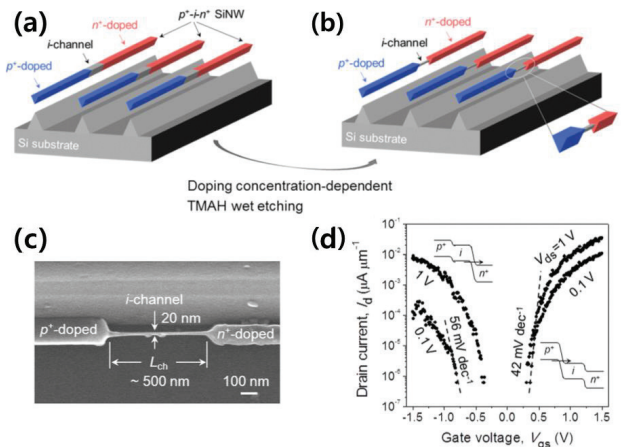 (a)
n⁺-doped
p⁺-i-n⁺ SiNW
i-channel
p⁺-doped
Si substrate
(b)
n⁺-doped
i-channel
p⁺-doped
Si substrate
Doping concentration-dependent
TMAH wet etching
(c)
i-channel
20 nm
p⁺-doped
n⁺-doped
L_ch
~ 500 nm
100 nm
(d)
Drain current, I_d (μA μm⁻¹)
10⁻¹
10⁻²
10⁻³
10⁻⁴
10⁻⁵
10⁻⁶
10⁻⁷
p⁺
i
n⁺
V_ds=1 V
0.1 V
1 V
0.1 V
56 mV dec⁻¹
42 mV dec⁻¹
p⁺
i
n⁺
-1.5 -1.0 -0.5 0.0 0.5 1.0 1.5
Gate voltage, V_gs (V)